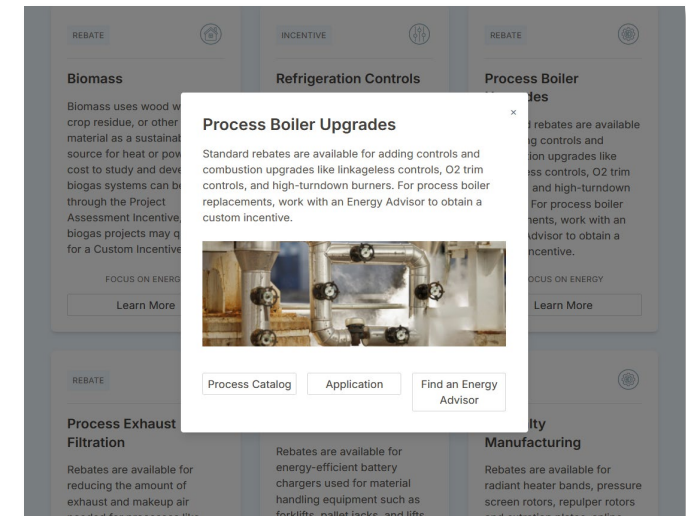 REBATE
INCENTIVE
REBATE
Biomass
Refrigeration Controls
Process Boiler
Biomass uses wood w
crop residue, or other
material as a sustainab
source for heat or pow
cost to study and deve
biogas systems can be
through the Project
Assessment Incentive,
biogas projects may q
for a Custom Incentive
FOCUS ON ENERG
Learn More
rebates are available
controls and
upgrades like
controls, O2 trim
and high-turndown
For process boiler
work with an
Advisor to obtain a
incentive.
FOCUS ON ENERGY
Learn More
×
Process Boiler Upgrades
Standard rebates are available for adding controls and
combustion upgrades like linkageless controls, O2 trim
controls, and high-turndown burners. For process boiler
replacements, work with an Energy Advisor to obtain a
custom incentive.
Process Catalog
Application
Find an Energy
Advisor
REBATE
Process Exhaust
Filtration
Rebates are available for
reducing the amount of
exhaust and makeup air
needed for processes like
Rebates are available for
energy-efficient battery
chargers used for material
handling equipment such as
forklifts, pallet jacks, and lifts
Manufacturing
Rebates are available for
radiant heater bands, pressure
screen rotors, repulper rotors